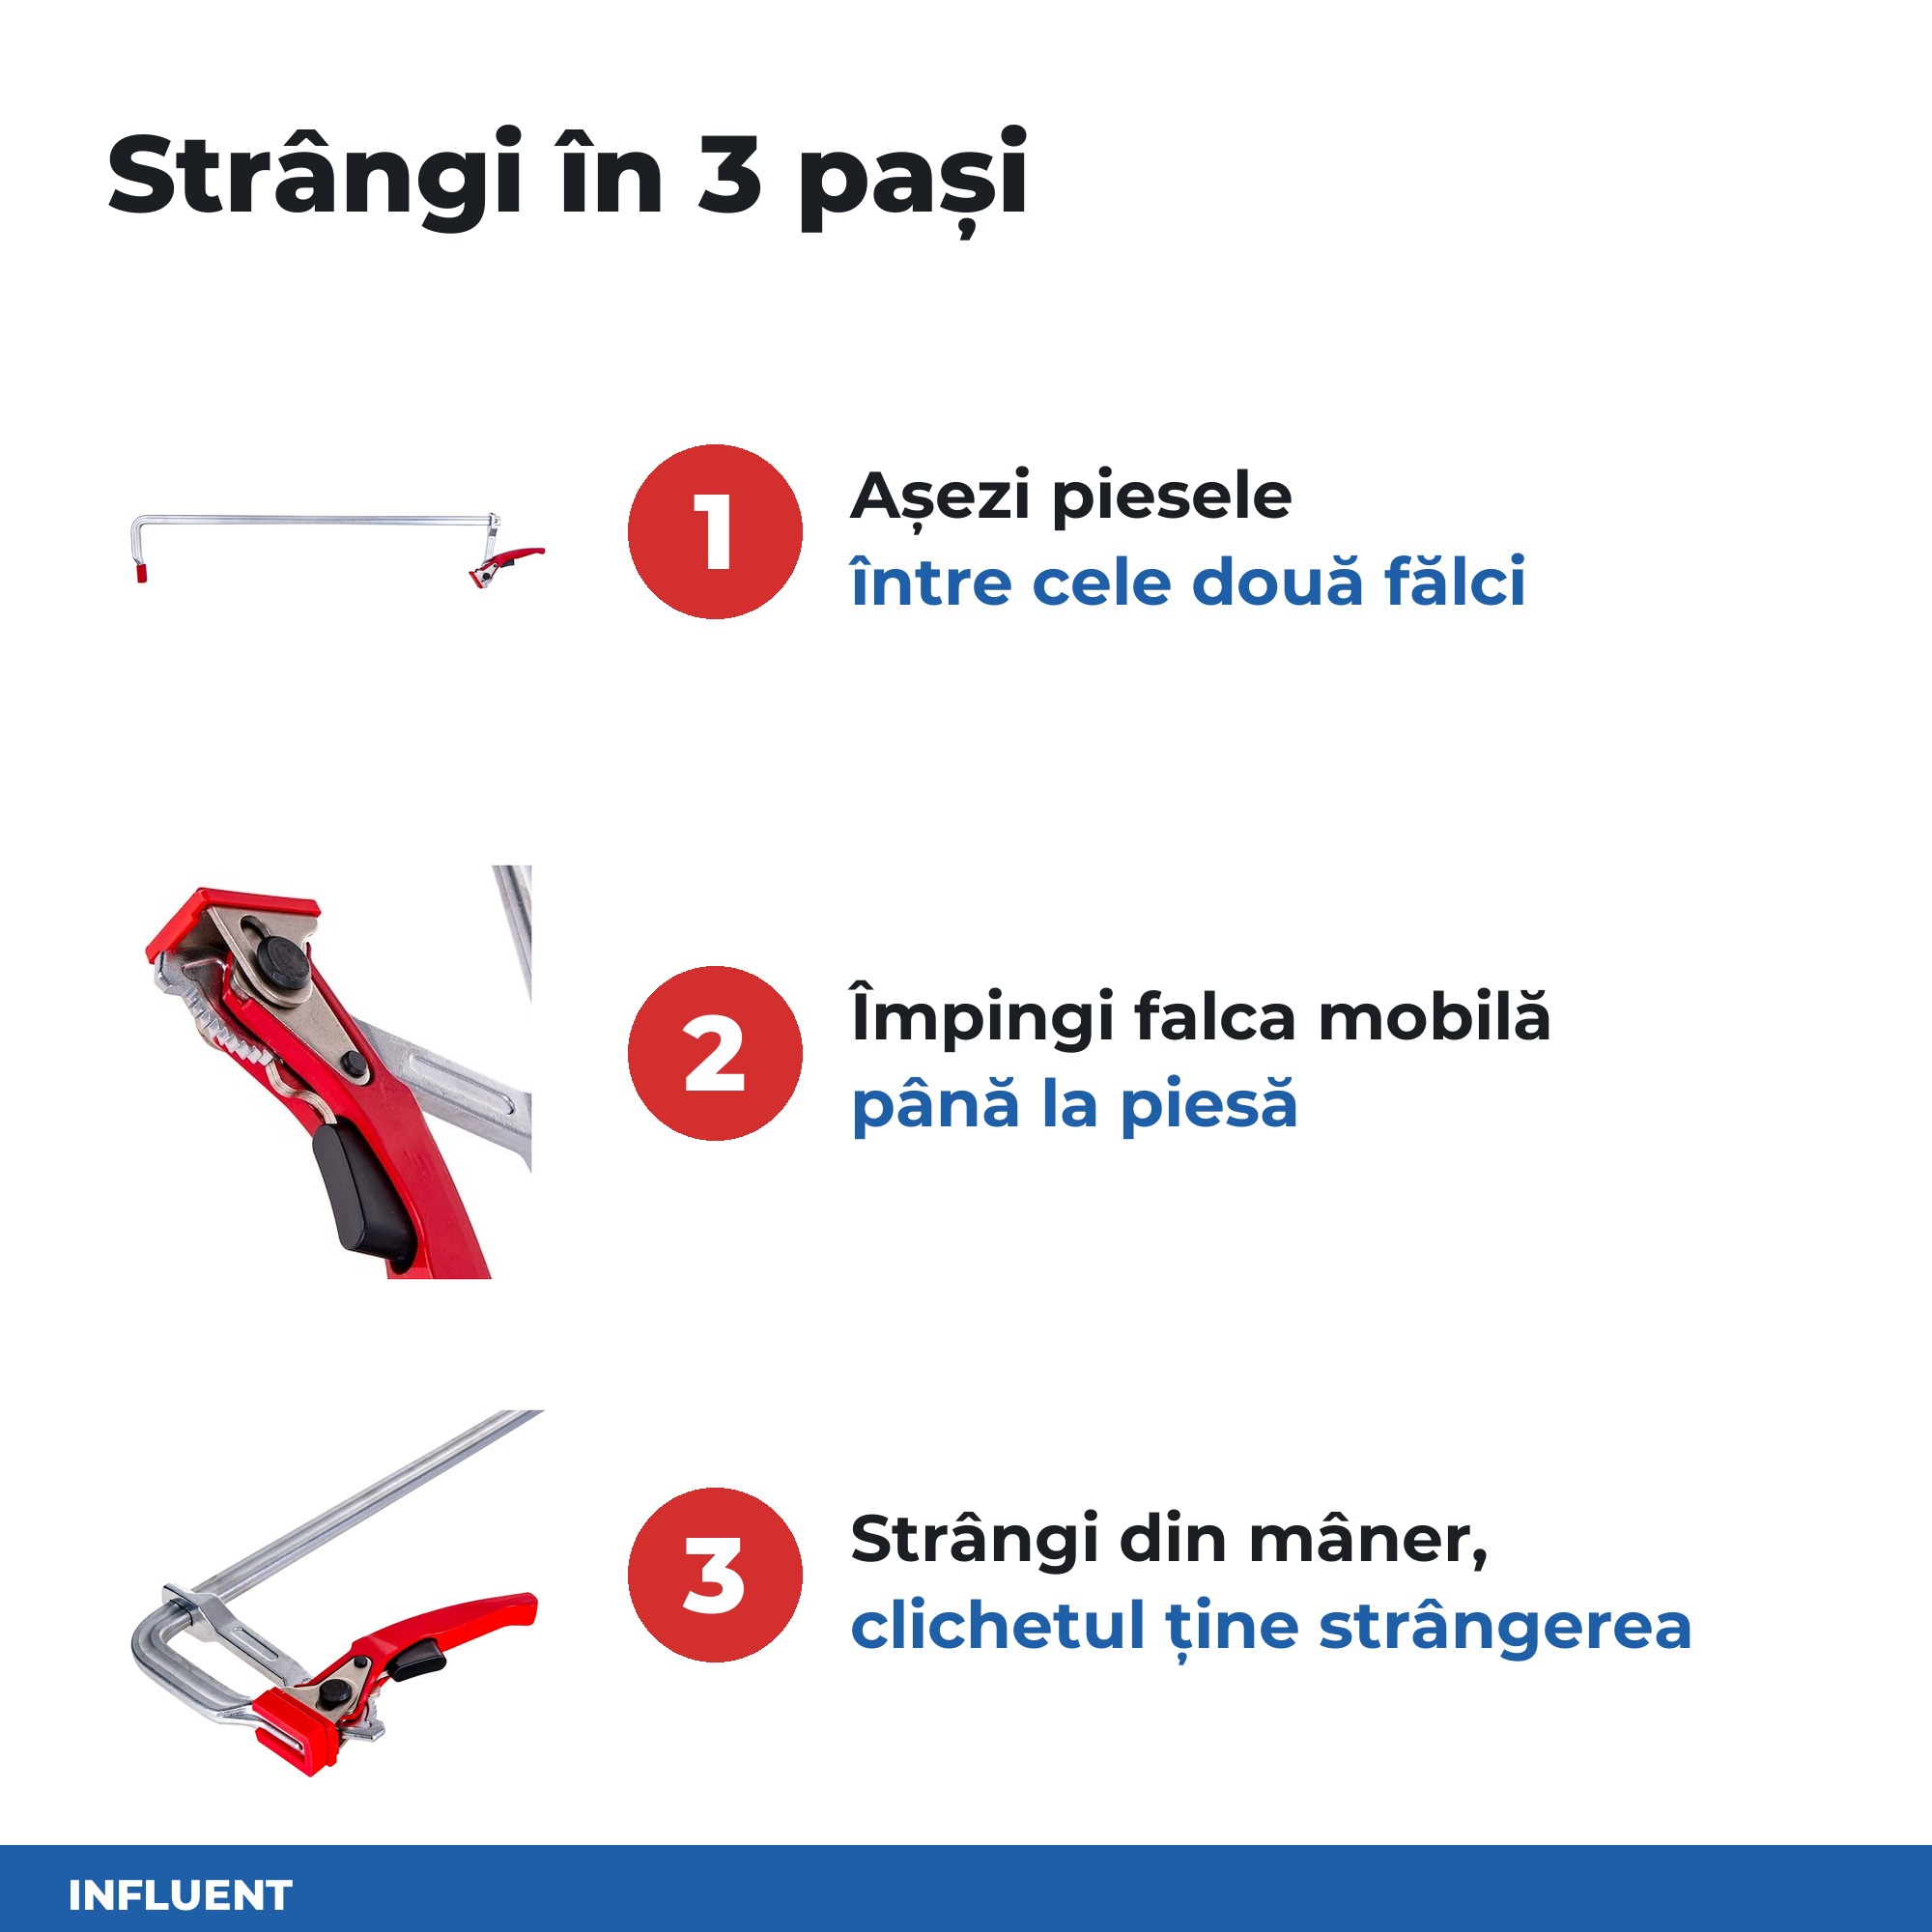 Strângi în 3 pași
1
Așezi piesele
între cele două fălci
2
Împingi falca mobilă
până la piesă
3
Strângi din mâner,
clichetul ține strângerea
INFLUENT